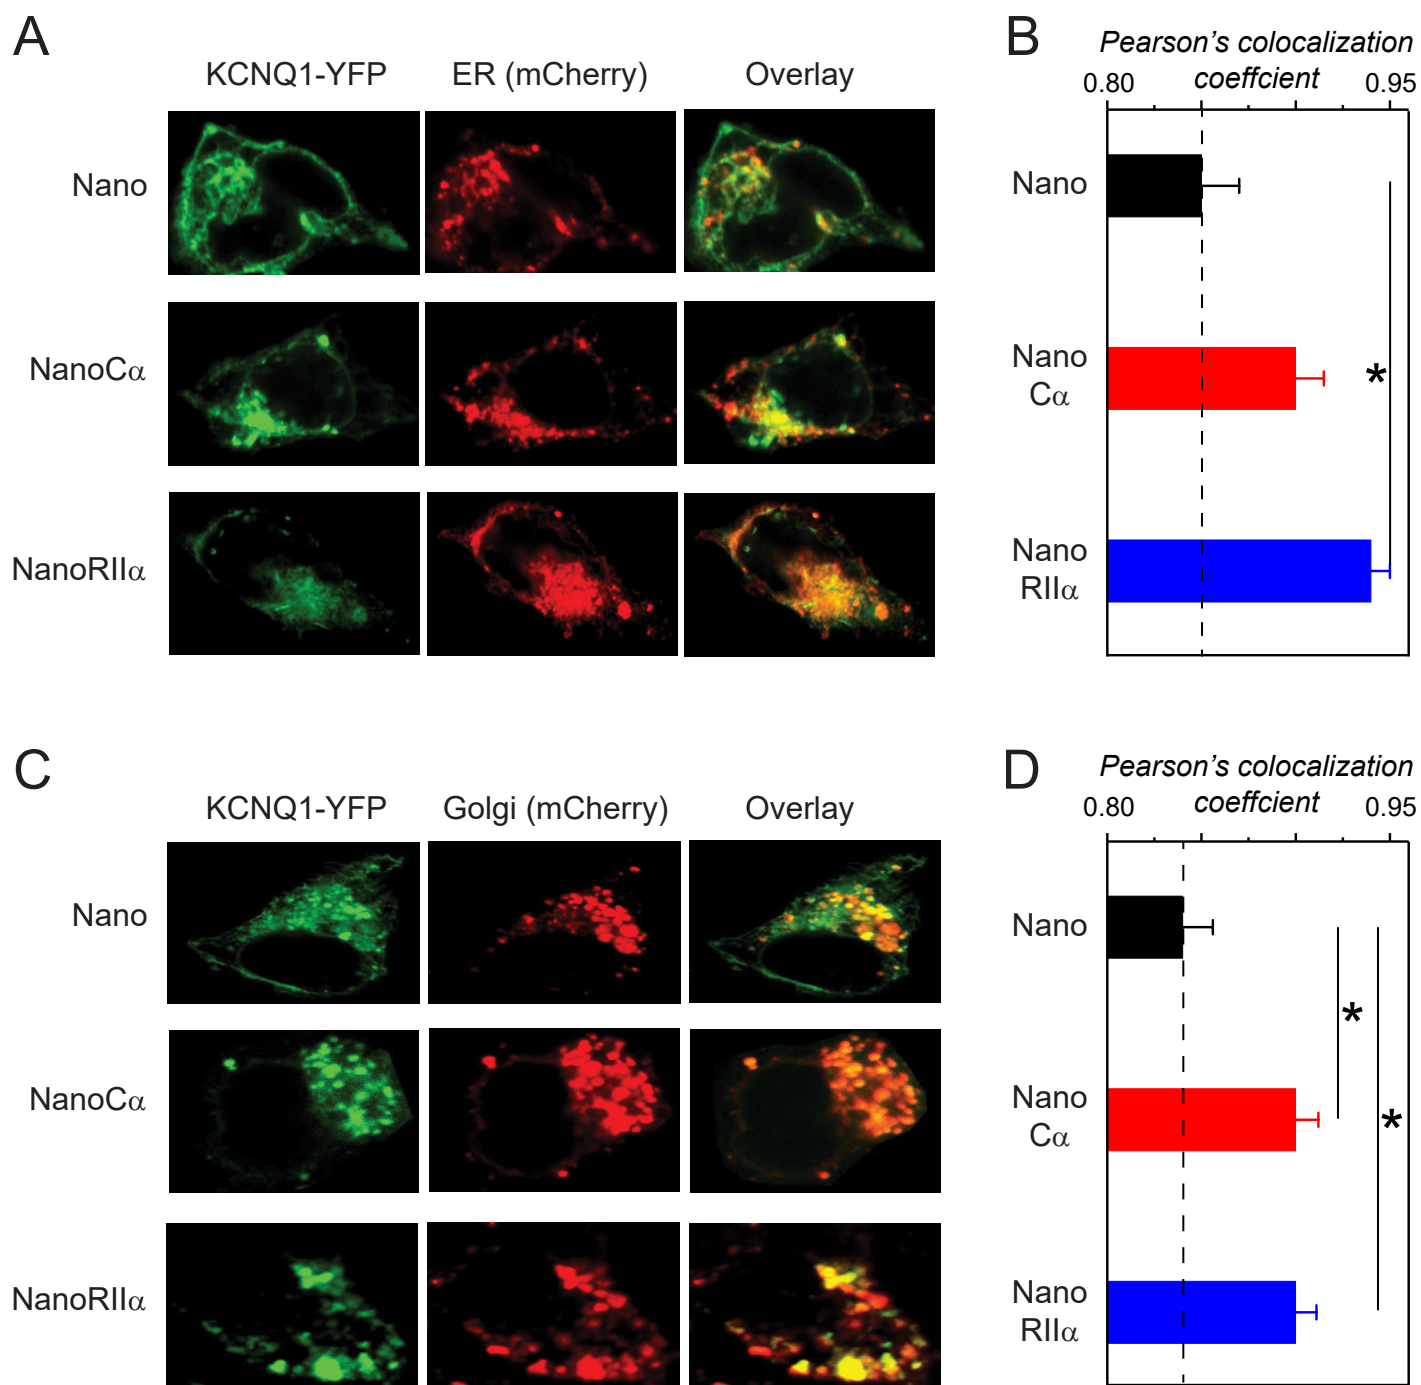 A
KCNQ1-YFP
ER (mCherry)
Overlay
Nano
NanoCα
NanoRIIα
B
Pearson's colocalization
coeffcient
0.80
0.95
Nano
Nano
Cα
*
Nano
RIIα
C
KCNQ1-YFP
Golgi (mCherry)
Overlay
Nano
NanoCα
NanoRIIα
D
Pearson's colocalization
coeffcient
0.80
0.95
Nano
*
Nano
Cα
*
Nano
RIIα